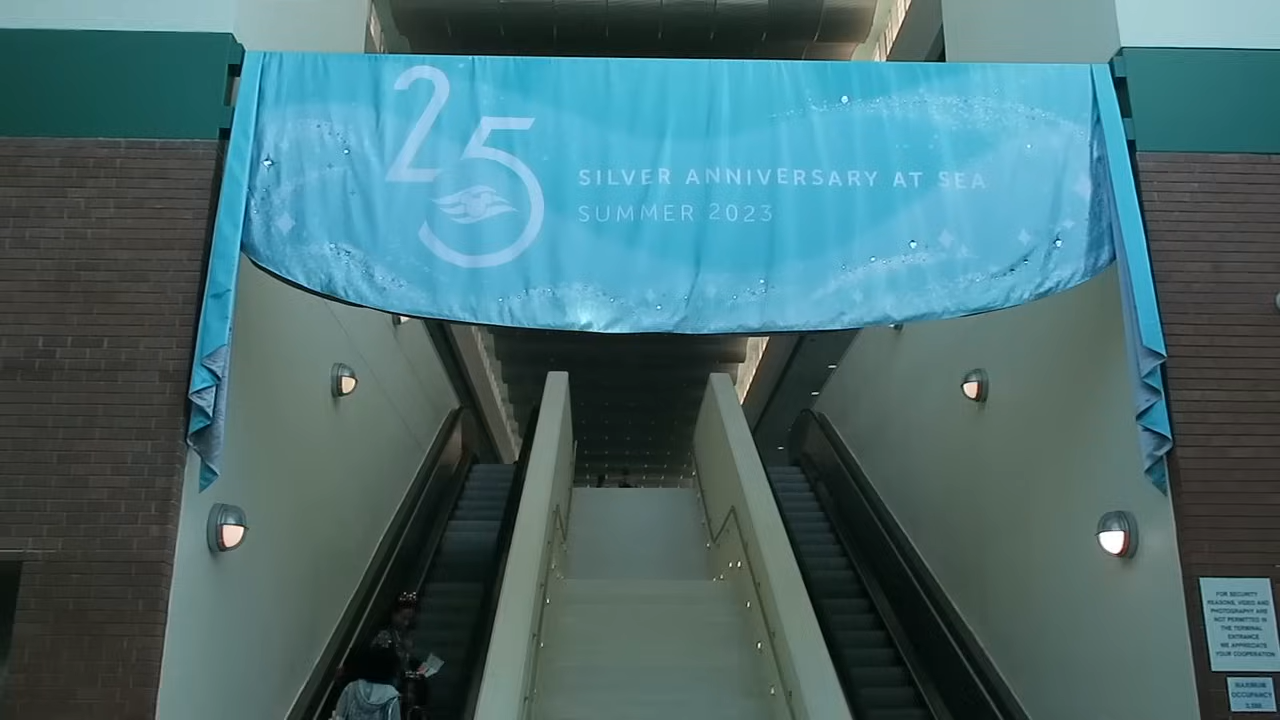 25
SILVER ANNIVERSARY AT SEA
SUMMER 2023
FOR SECURITY
REASONS, VIDEO AND
PHOTOGRAPHY ARE
NOT PERMITTED IN
THE TERMINAL
ENTRANCE
WE APPRECIATE
YOUR COOPERATION
MAXIMUM
OCCUPANCY